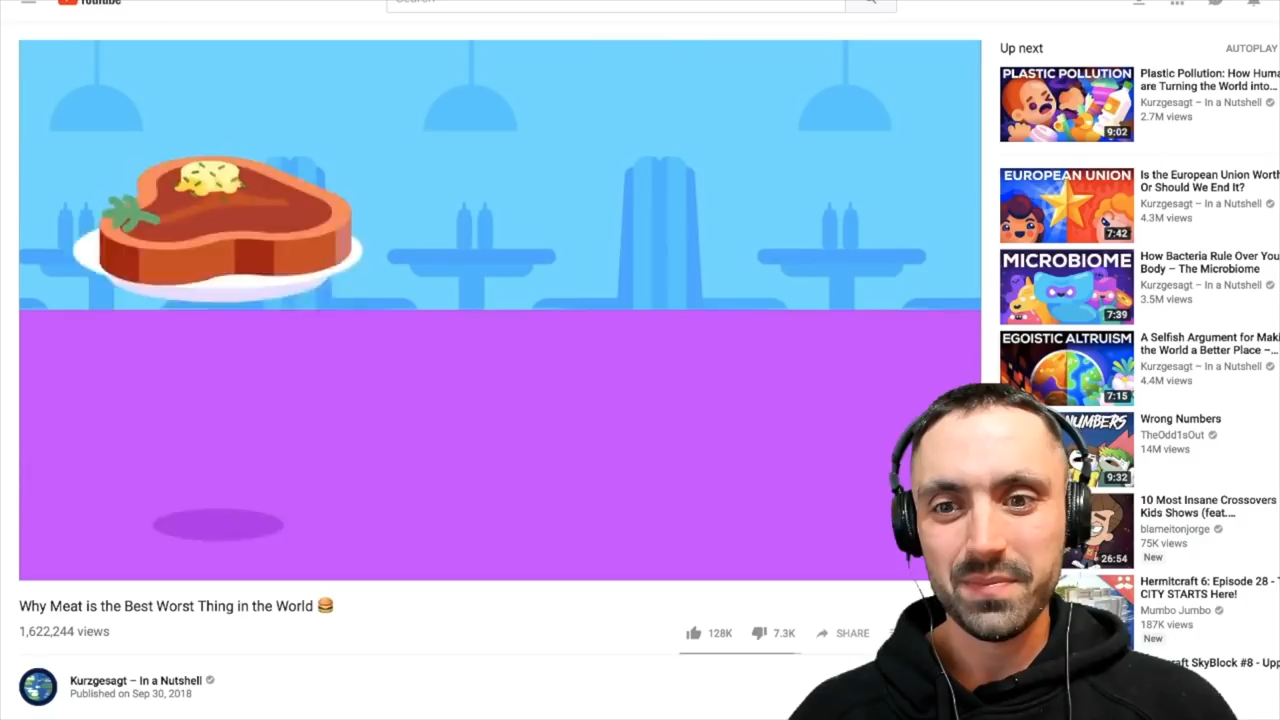 YouTube
Search
Up next
AUTOPLAY
PLASTIC POLLUTION
9:02
Plastic Pollution: How Huma
are Turning the World into...
Kurzgesagt – In a Nutshell
2.7M views
EUROPEAN UNION
7:42
Is the European Union Worth
Or Should We End It?
Kurzgesagt – In a Nutshell
4.3M views
MICROBIOME
7:39
How Bacteria Rule Over You
Body – The Microbiome
Kurzgesagt – In a Nutshell
3.5M views
EGOISTIC ALTRUISM
7:15
A Selfish Argument for Maki
the World a Better Place –...
Kurzgesagt – In a Nutshell
4.4M views
NUMBERS
9:32
Wrong Numbers
TheOdd1sOut
14M views
26:54
10 Most Insane Crossovers
Kids Shows (feat....
blameitonjorge
75K views
New
Hermitcraft 6: Episode 28 -
CITY STARTS Here!
Mumbo Jumbo
187K views
New
craft SkyBlock #8 - Upp
Why Meat is the Best Worst Thing in the World 🍔
1,622,244 views
128K
7.3K
SHARE
Kurzgesagt – In a Nutshell
Published on Sep 30, 2018